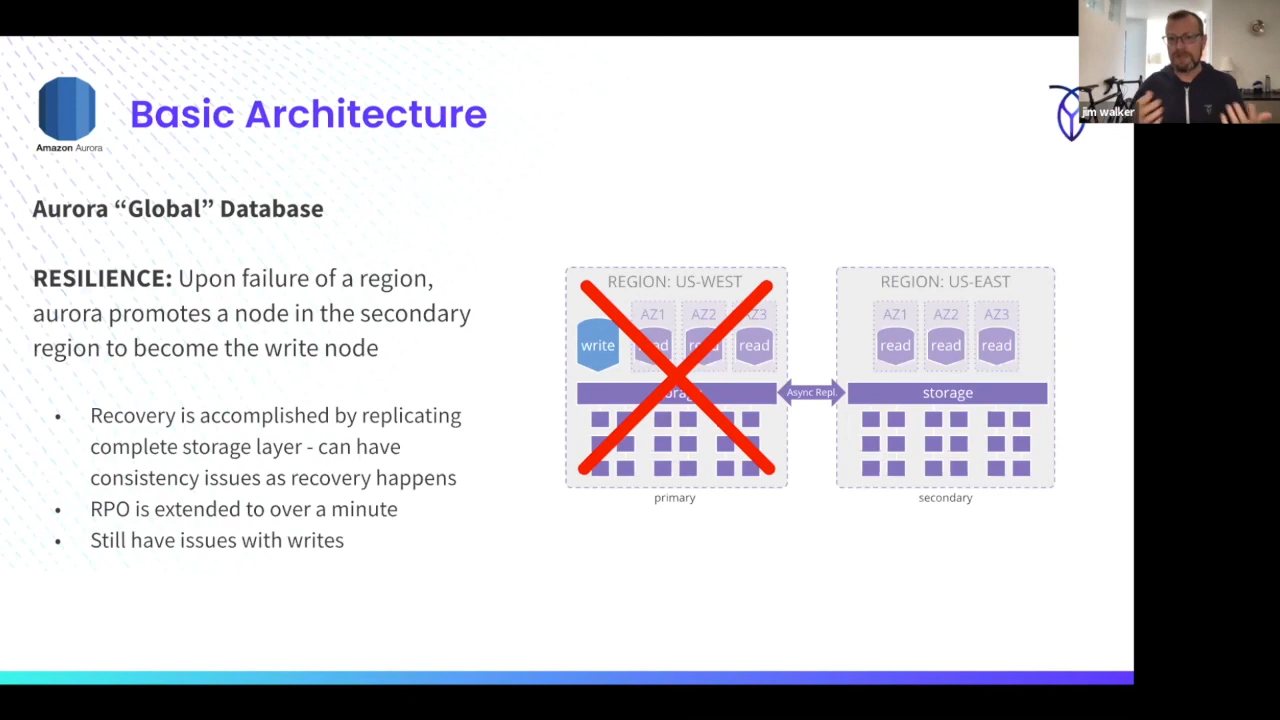 Basic Architecture
Amazon Aurora
jim walker
Aurora “Global” Database
RESILIENCE: Upon failure of a region,
aurora promotes a node in the secondary
region to become the write node
• Recovery is accomplished by replicating
complete storage layer - can have
consistency issues as recovery happens
• RPO is extended to over a minute
• Still have issues with writes
REGION: US-WEST
AZ1 AZ2 AZ3
write read read read
storage
primary
Async Repl.
REGION: US-EAST
AZ1 AZ2 AZ3
read read read
storage
secondary